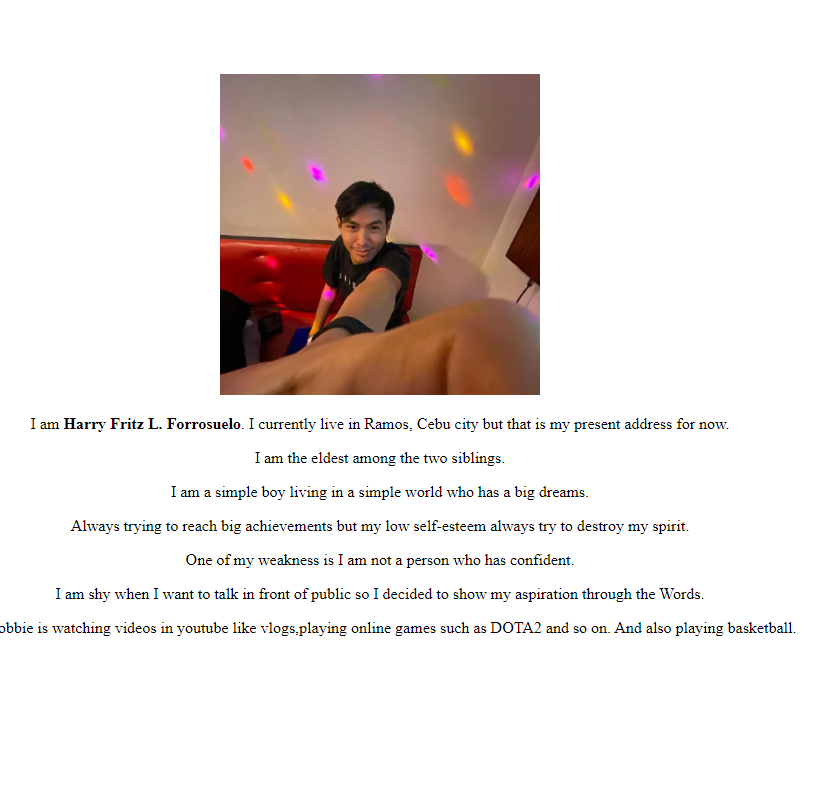 I am Harry Fritz L. Forrosuelo. I currently live in Ramos, Cebu city but that is my present address for now.
I am the eldest among the two siblings.
I am a simple boy living in a simple world who has a big dreams.
Always trying to reach big achievements but my low self-esteem always try to destroy my spirit.
One of my weakness is I am not a person who has confident.
I am shy when I want to talk in front of public so I decided to show my aspiration through the Words.
obbie is watching videos in youtube like vlogs,playing online games such as DOTA2 and so on. And also playing basketball.